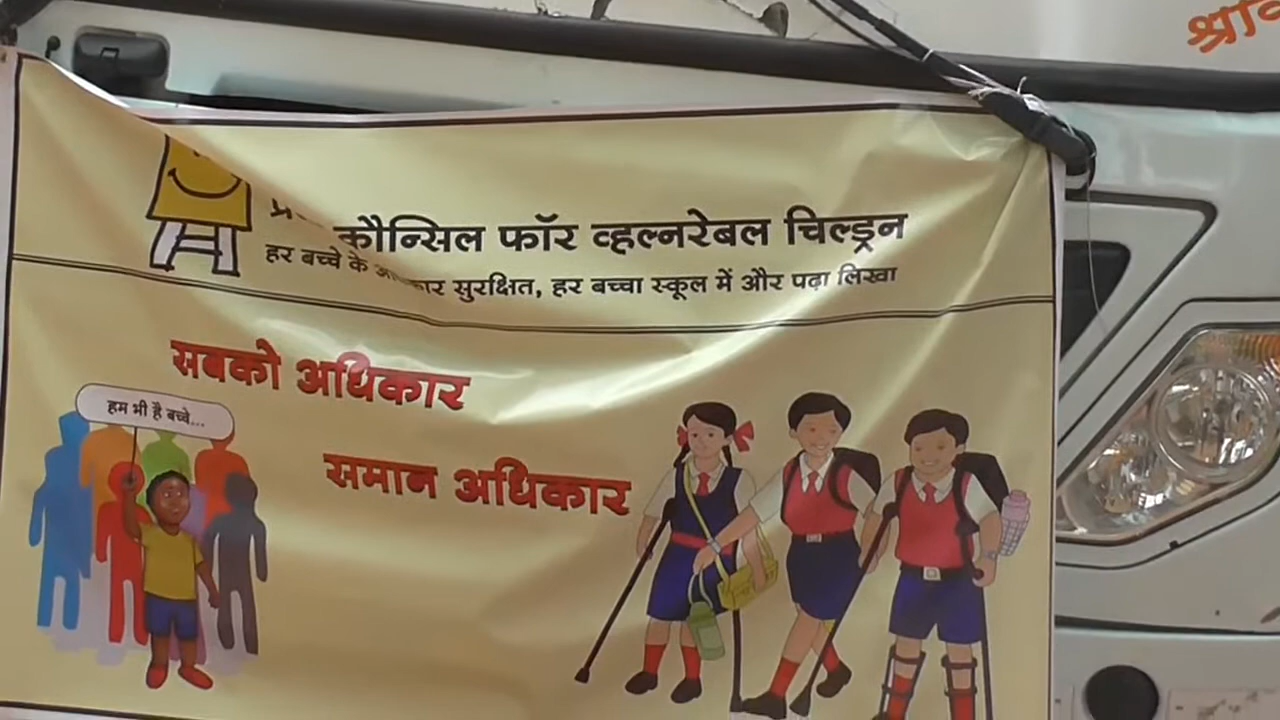 श्राव
कौन्सिल फॉर व्हल्नरेबल चिल्ड्रन
हर बच्चे के सुरक्षित, हर बच्चा स्कूल में और पढ़ा लिखा
सबको अधिकार
हम भी है बच्चे...
समान अधिकार